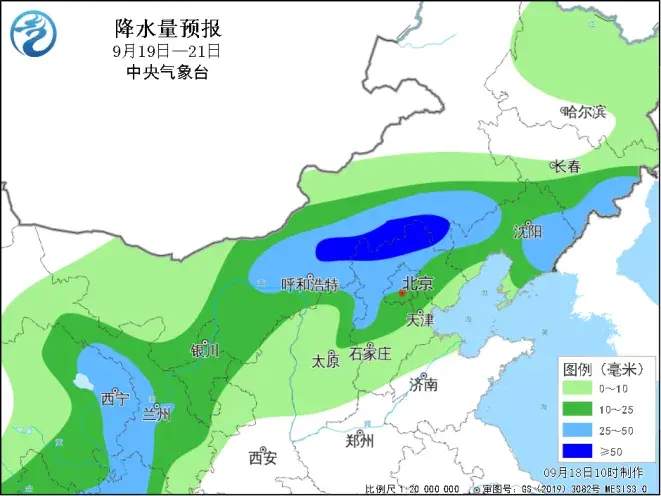 降水量预报
9月19日—21日
中央气象台
哈尔滨
长春
沈阳
呼和浩特
北京
天津
银川
太原
石家庄
济南
西宁
兰州
西安
郑州
图例（毫米）
0～10
10～25
25～50
≥50
09月18日10时制作
比例尺 1:20 000 000
审图号: GS (2019) 3082号 MESIS3.0